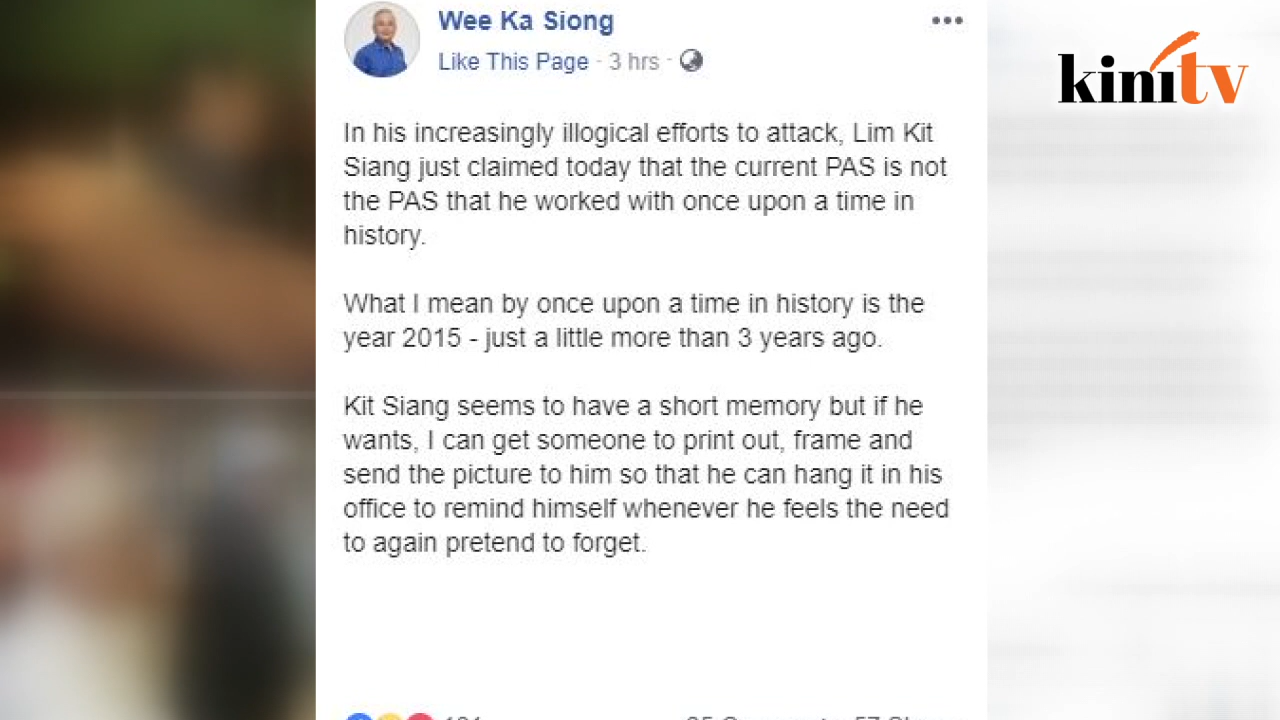 Wee Ka Siong
Like This Page · 3 hrs ·
kinitv
In his increasingly illogical efforts to attack, Lim Kit
Siang just claimed today that the current PAS is not
the PAS that he worked with once upon a time in
history.
What I mean by once upon a time in history is the
year 2015 - just a little more than 3 years ago.
Kit Siang seems to have a short memory but if he
wants, I can get someone to print out, frame and
send the picture to him so that he can hang it in his
office to remind himself whenever he feels the need
to again pretend to forget.